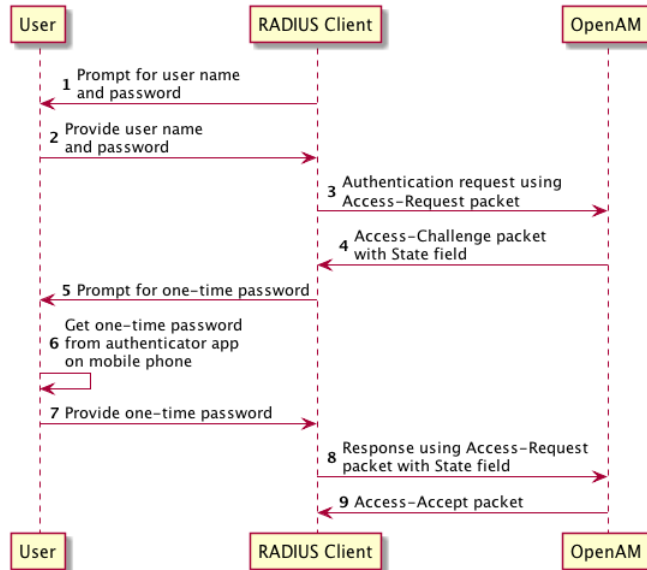 User
RADIUS Client
OpenAM
1 Prompt for user name
and password
2 Provide user name
and password
3 Authentication request using
Access-Request packet
4 Access-Challenge packet
with State field
5 Prompt for one-time password
Get one-time password
6 from authenticator app
on mobile phone
7 Provide one-time password
8 Response using Access-Request
packet with State field
9 Access-Accept packet
User
RADIUS Client
OpenAM